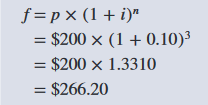 f = p × (1 + i)ⁿ
= $200 × (1 + 0.10)³
= $200 × 1.3310
= $266.20